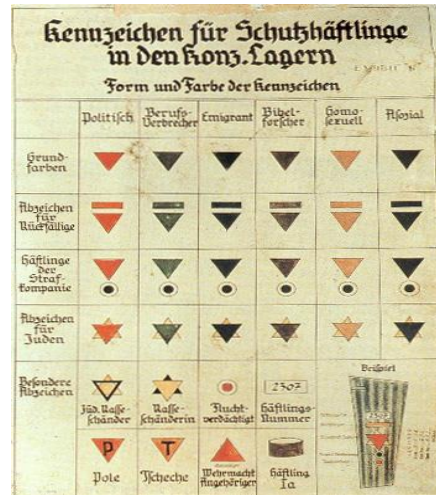 Kennzeichen für Schutzhäftlinge
in den Konz.-Lagern
Form und Farbe der Kennzeichen
Politisch
Berufs-
Verbrecher
Emigrant
Bibel-
forscher
Homo-
sexuell
Asozial
Grund-
farben
Abzeichen
für
Rückfällige
Häftlinge
der
Straf-
kompanie
Abzeichen
für
Juden
Besondere
Abzeichen
2307
Beispiel
2307
Jüd. Rasse-
schänder
Rasse-
schänderin
Flucht-
verdächtigt
Häftlings-
Nummer
P
T
Pole
Tscheche
Wehrmacht
Angehöriger
Häftling
Ia